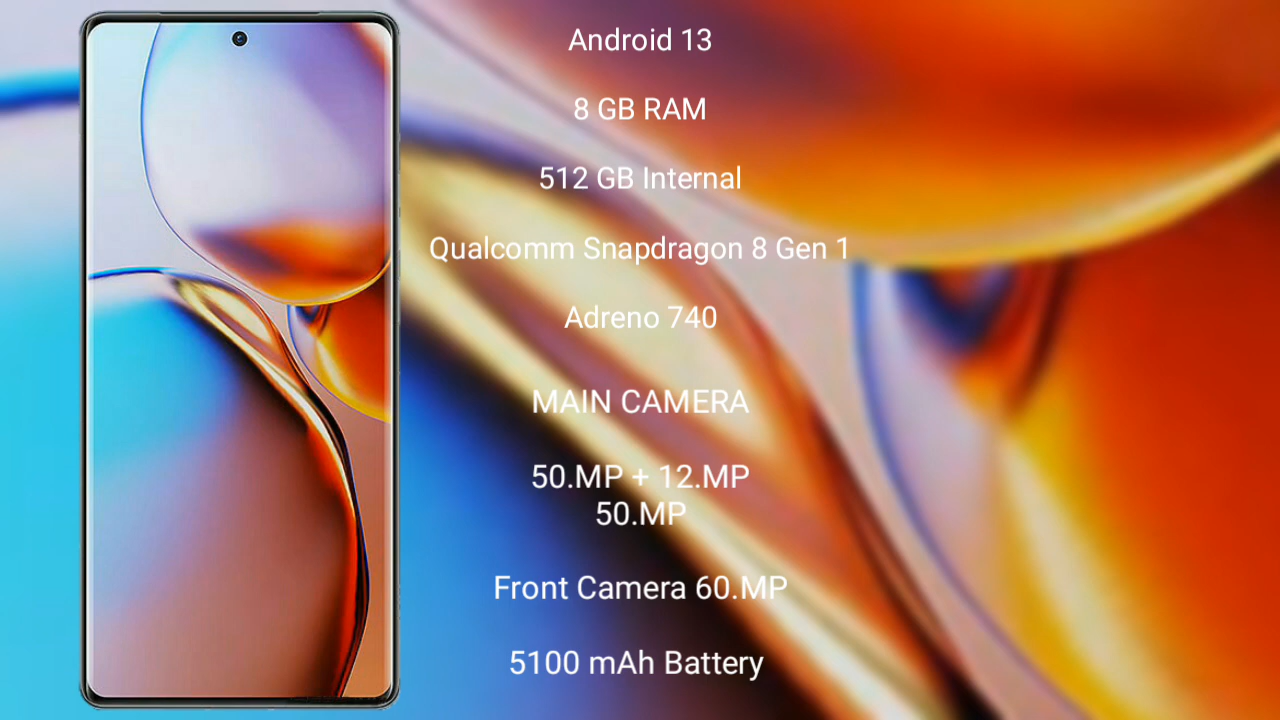 Android 13
8 GB RAM
512 GB Internal
Qualcomm Snapdragon 8 Gen 1
Adreno 740
MAIN CAMERA
50.MP + 12.MP
50.MP
Front Camera 60.MP
5100 mAh Battery